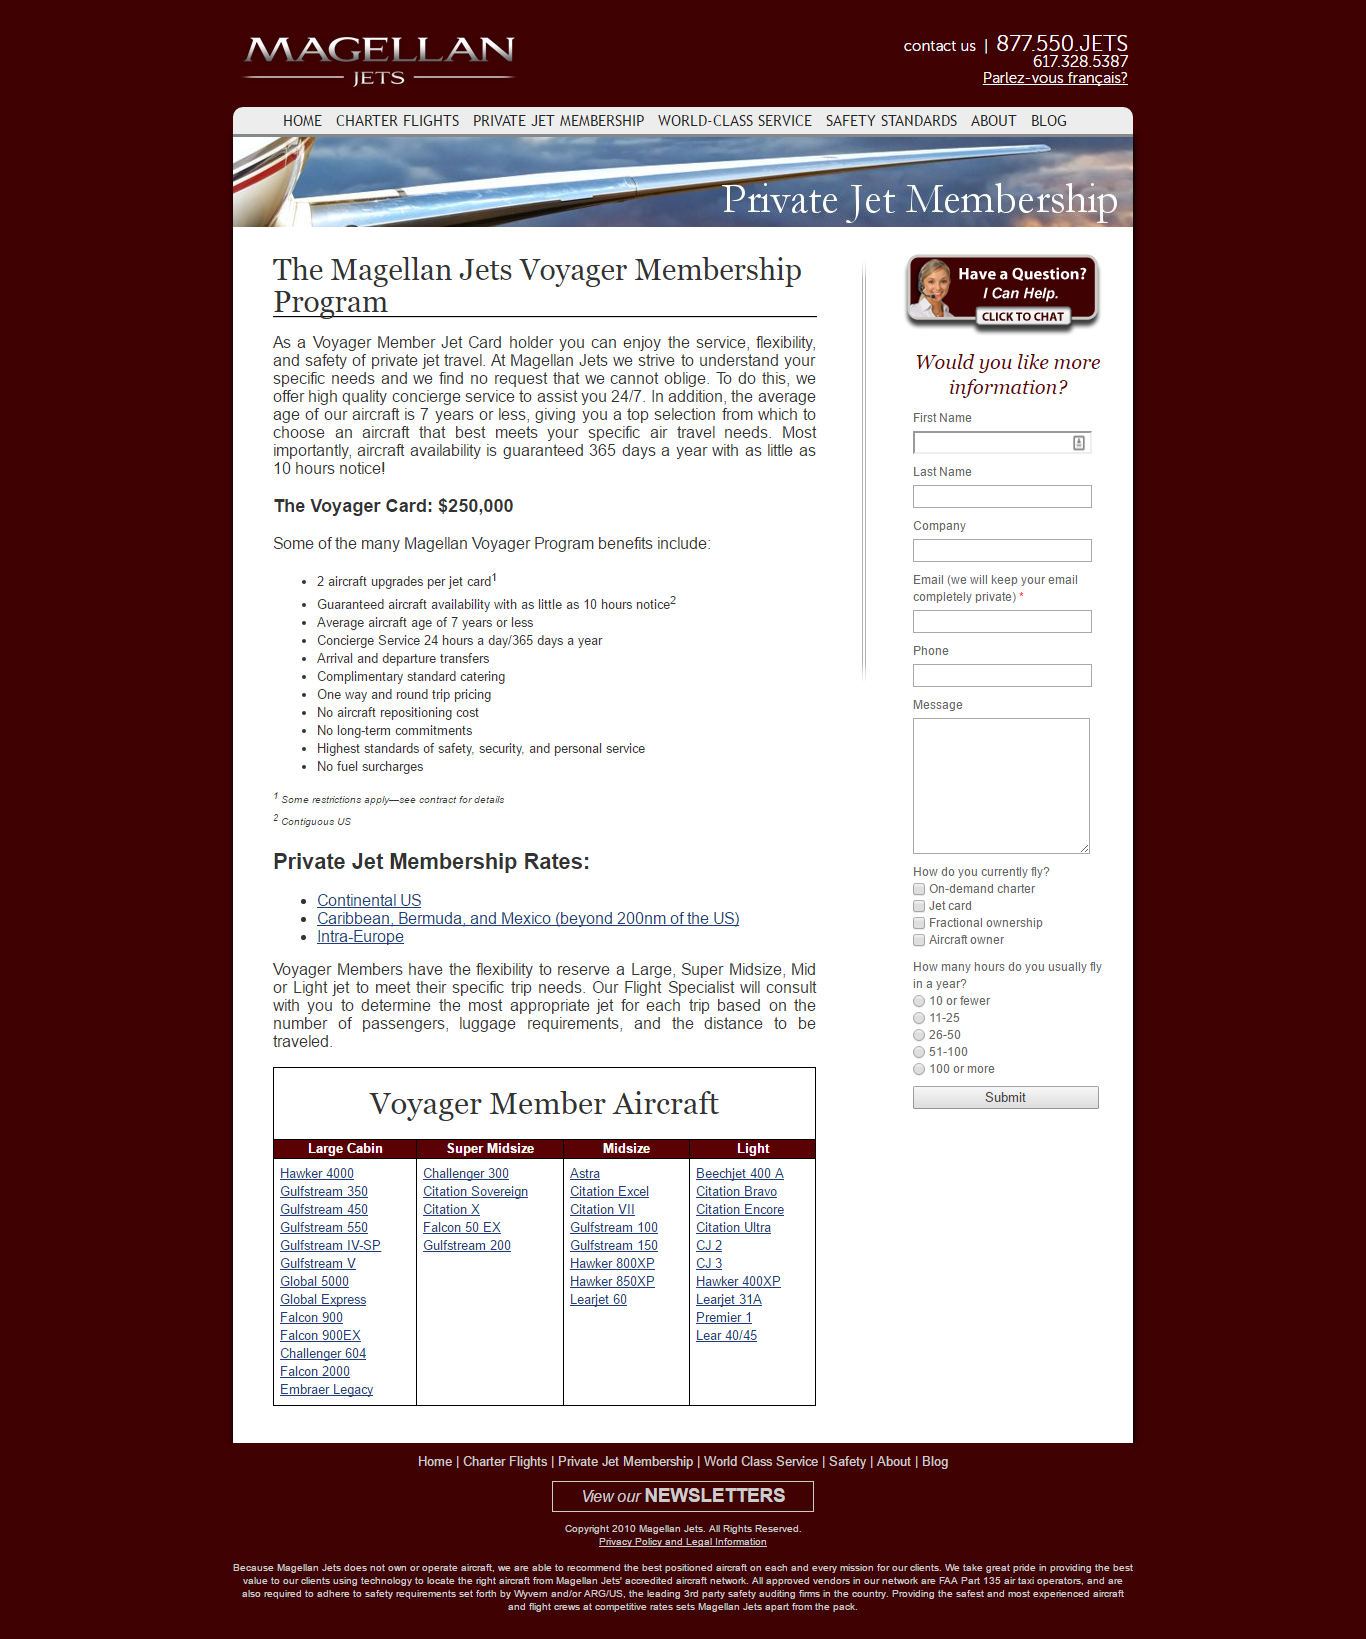 MAGELLAN
JETS
contact us | 877.550.JETS
617.328.5387
Parlez-vous français?
HOME CHARTER FLIGHTS PRIVATE JET MEMBERSHIP WORLD-CLASS SERVICE SAFETY STANDARDS ABOUT BLOG
Private Jet Membership
The Magellan Jets Voyager Membership
Program
As a Voyager Member Jet Card holder you can enjoy the service, flexibility,
and safety of private jet travel. At Magellan Jets we strive to understand your
specific needs and we find no request that we cannot oblige. To do this, we
offer high quality concierge service to assist you 24/7. In addition, the average
age of our aircraft is 7 years or less, giving you a top selection from which to
choose an aircraft that best meets your specific air travel needs. Most
importantly, aircraft availability is guaranteed 365 days a year with as little as
10 hours notice!
The Voyager Card: $250,000
Some of the many Magellan Voyager Program benefits include:
• 2 aircraft upgrades per jet card1
• Guaranteed aircraft availability with as little as 10 hours notice2
• Average aircraft age of 7 years or less
• Concierge Service 24 hours a day/365 days a year
• Arrival and departure transfers
• Complimentary standard catering
• One way and round trip pricing
• No aircraft repositioning cost
• No long-term commitments
• Highest standards of safety, security, and personal service
• No fuel surcharges
1 Some restrictions apply—see contract for details
2 Contiguous US
Private Jet Membership Rates:
• Continental US
• Caribbean, Bermuda, and Mexico (beyond 200nm of the US)
• Intra-Europe
Voyager Members have the flexibility to reserve a Large, Super Midsize, Mid
or Light jet to meet their specific trip needs. Our Flight Specialist will consult
with you to determine the most appropriate jet for each trip based on the
number of passengers, luggage requirements, and the distance to be
traveled.
Voyager Member Aircraft
Large Cabin
Hawker 4000
Gulfstream 350
Gulfstream 450
Gulfstream 550
Gulfstream IV-SP
Gulfstream V
Global 5000
Global Express
Falcon 900
Falcon 900EX
Challenger 604
Falcon 2000
Embraer Legacy
Super Midsize
Challenger 300
Citation Sovereign
Citation X
Falcon 50 EX
Gulfstream 200
Midsize
Astra
Citation Excel
Citation VII
Gulfstream 100
Gulfstream 150
Hawker 800XP
Hawker 850XP
Learjet 60
Light
Beechjet 400 A
Citation Bravo
Citation Encore
Citation Ultra
CJ 2
CJ 3
Hawker 400XP
Learjet 31A
Premier 1
Lear 40/45
Have a Question?
I Can Help.
CLICK TO CHAT
Would you like more
information?
First Name
Last Name
Company
Email (we will keep your email
completely private) *
Phone
Message
How do you currently fly?
On-demand charter
Jet card
Fractional ownership
Aircraft owner
How many hours do you usually fly
in a year?
10 or fewer
11-25
26-50
51-100
100 or more
Submit
Home | Charter Flights | Private Jet Membership | World Class Service | Safety | About | Blog
View our NEWSLETTERS
Copyright 2010 Magellan Jets. All Rights Reserved.
Privacy Policy and Legal Information
Because Magellan Jets does not own or operate aircraft, we are able to recommend the best positioned aircraft on each and every mission for our clients. We take great pride in providing the best
value to our clients using technology to locate the right aircraft from Magellan Jets' accredited aircraft network. All approved vendors in our network are FAA Part 135 air taxi operators, and are
also required to adhere to safety requirements set forth by Wyvern and/or ARG/US, the leading 3rd party safety auditing firms in the country. Providing the safest and most experienced aircraft
and flight crews at competitive rates sets Magellan Jets apart from the pack.